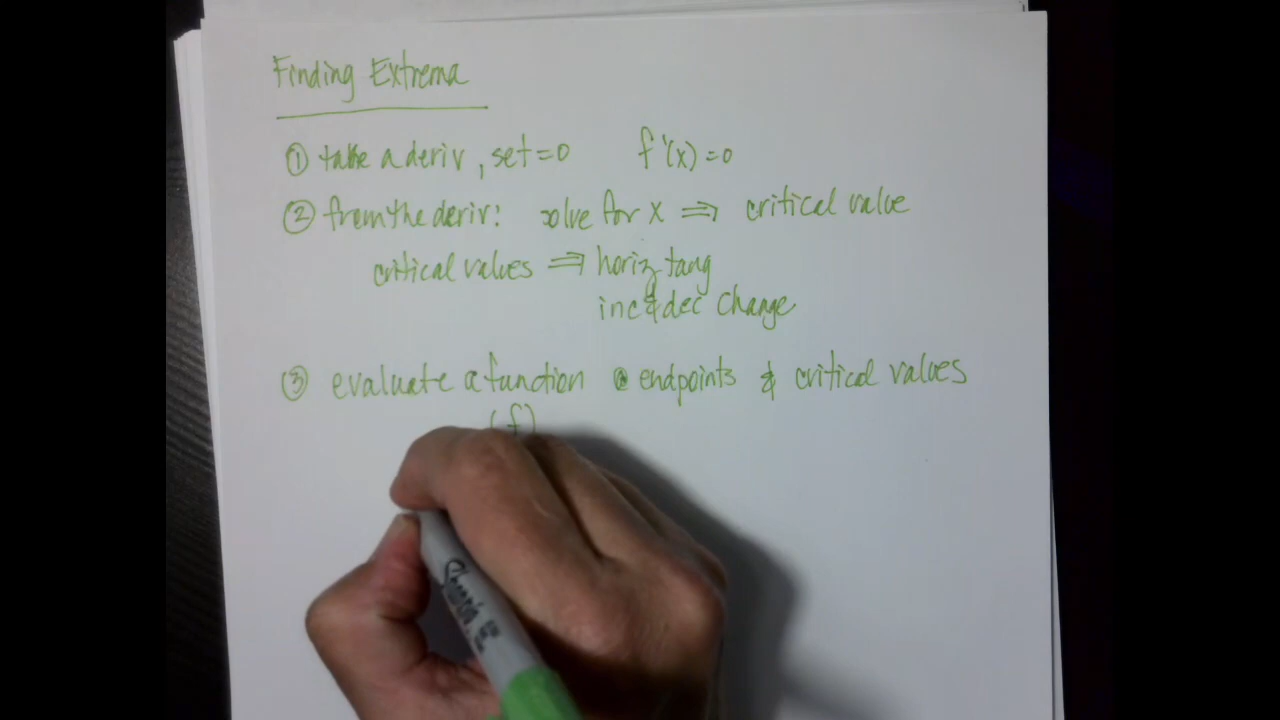 Finding Extrema
① take a deriv, set=0 f'(x)=0
② from the deriv: solve for x ⇒ critical value
critical values ⇒ horiz tang
inc & dec change
③ evaluate a function @ endpoints & critical values
(f)
Sharpie